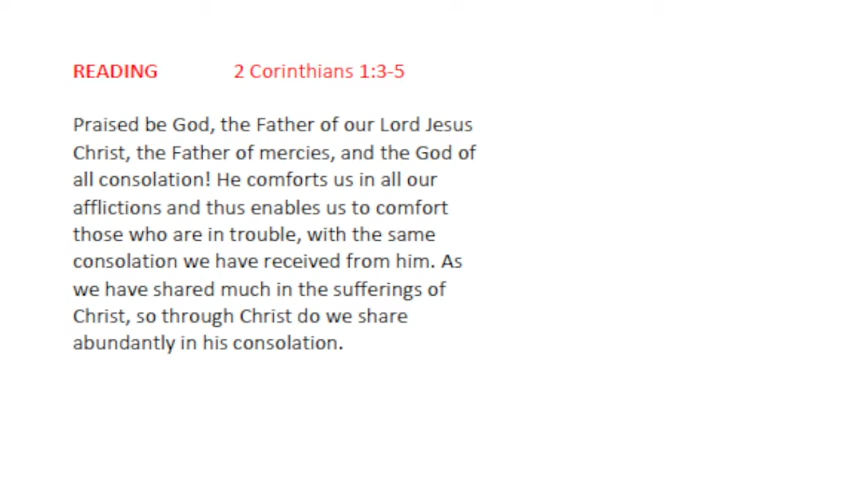 READING 2 Corinthians 1:3-5
Praised be God, the Father of our Lord Jesus
Christ, the Father of mercies, and the God of
all consolation! He comforts us in all our
afflictions and thus enables us to comfort
those who are in trouble, with the same
consolation we have received from him. As
we have shared much in the sufferings of
Christ, so through Christ do we share
abundantly in his consolation.